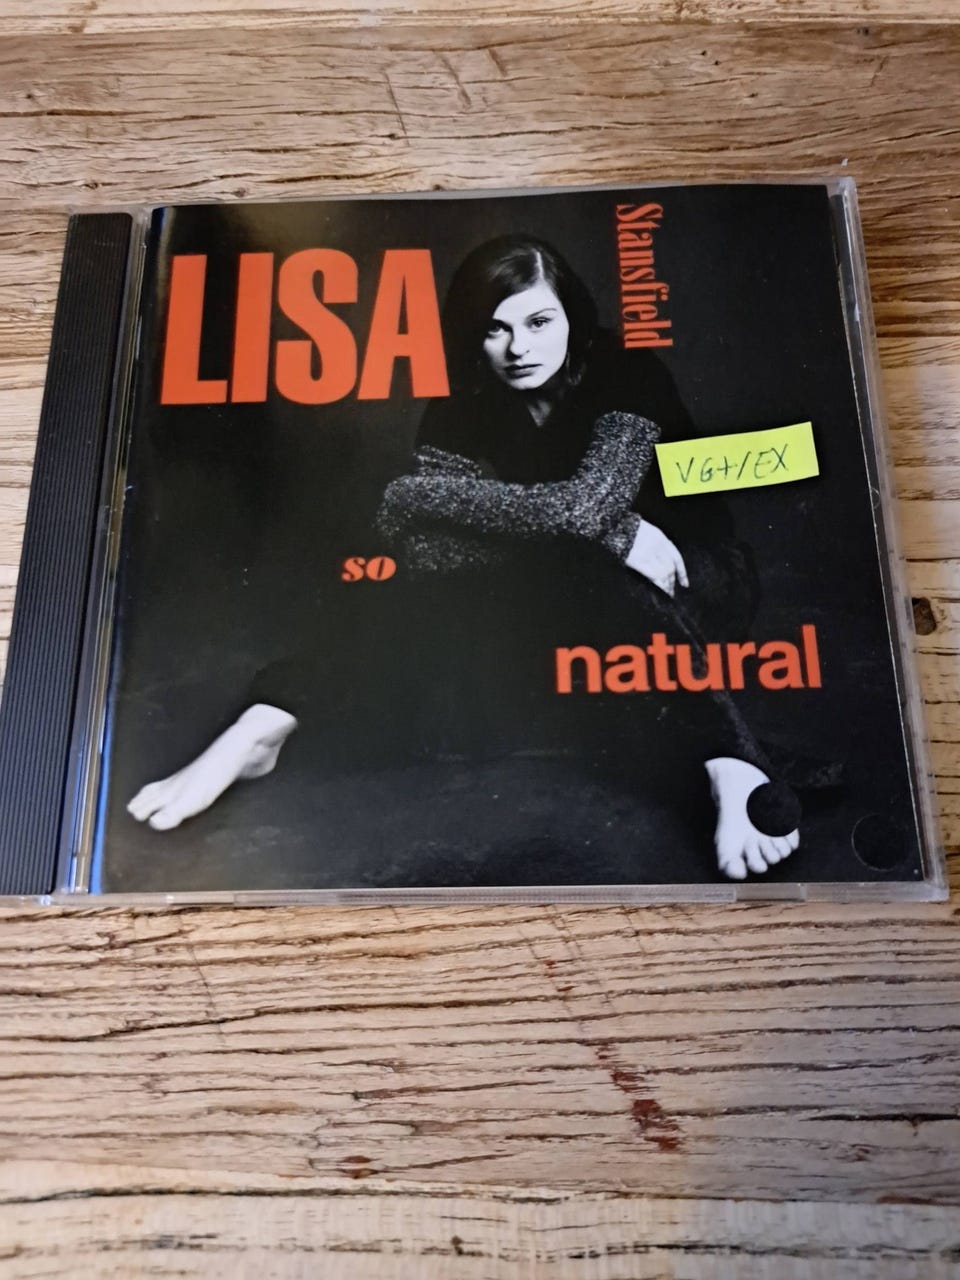 LISA
Stansfield
VG+/EX
so
natural